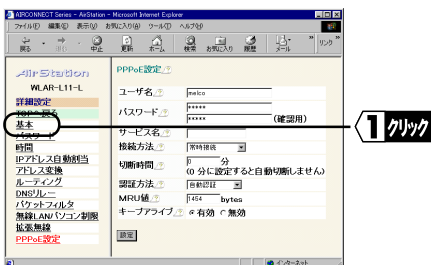 AIRCONNECT Series - AirStation - Microsoft Internet Explorer
ファイル(F) 編集(E) 表示(V) お気に入り(A) ツール(T) ヘルプ(H)
戻る 中止 更新 ホーム 検索 お気に入り 履歴 メール リンク »
AirStation
WLAR-L11-L
詳細設定
TOPへ戻る
基本
パスワード
時間
IPアドレス自動割当
アドレス変換
ルーティング
DNSリレー
パケットフィルタ
無線LANパソコン制限
拡張無線
PPPoE設定
PPPoE設定
ユーザ名 melco
パスワード *****
***** (確認用)
サービス名
接続方法 常時接続
切断時間 0 分
(0 分に設定すると自動切断しません)
認証方法 自動認証
MRU値 1454 bytes
キープアライブ 有効 無効
設定
インターネット
1 クリック